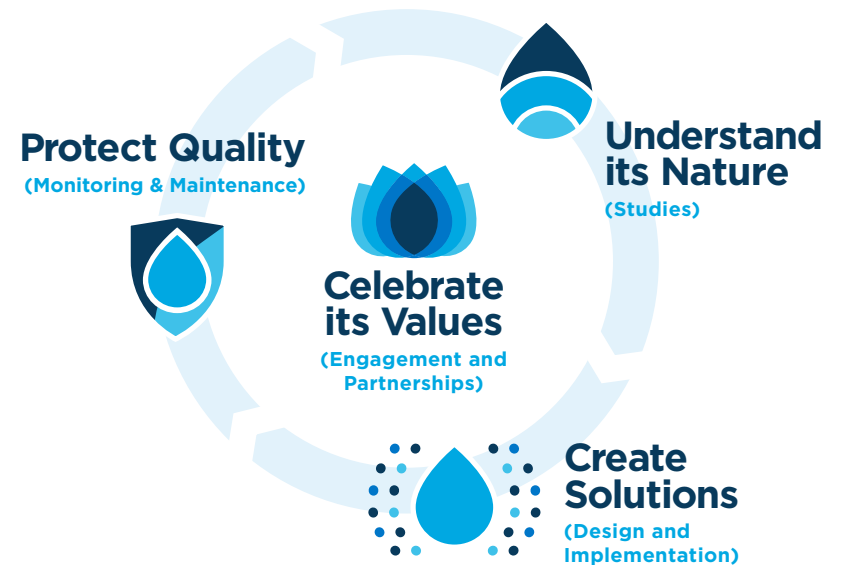 Protect Quality
(Monitoring & Maintenance)
Understand
its Nature
(Studies)
Celebrate
its Values
(Engagement and
Partnerships)
Create
Solutions
(Design and
Implementation)